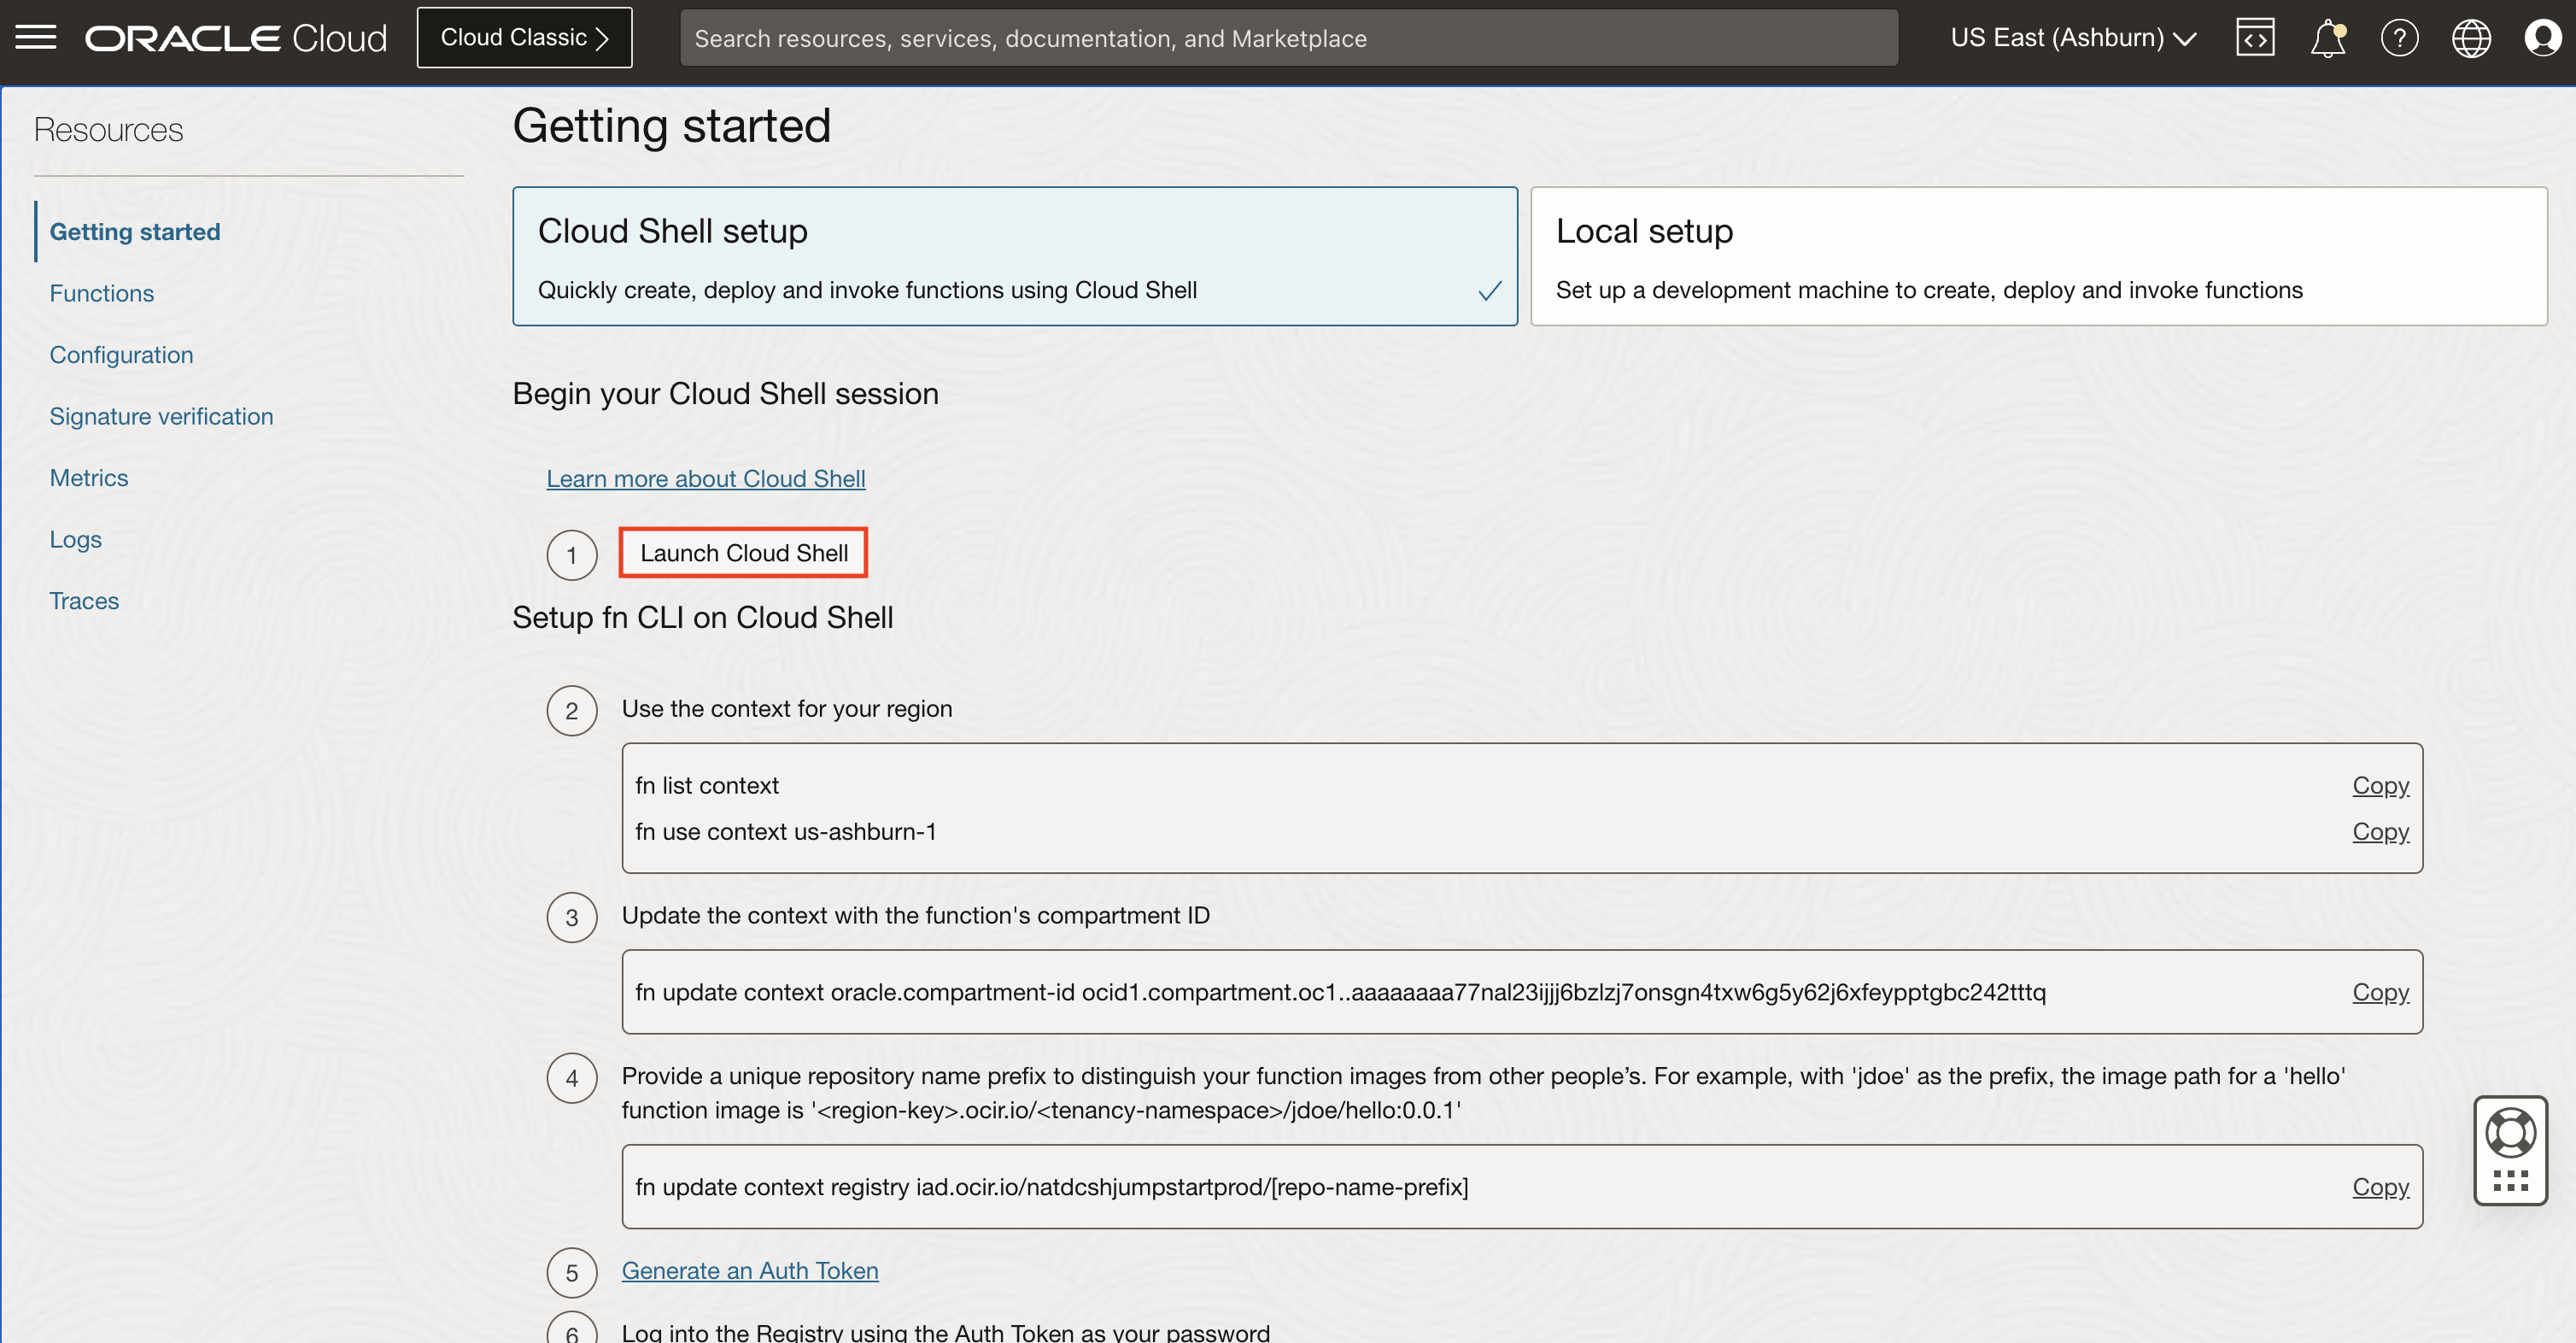 ORACLE Cloud
Cloud Classic
Search resources, services, documentation, and Marketplace
US East (Ashburn)
Resources
Getting started
Functions
Configuration
Signature verification
Metrics
Logs
Traces
Getting started
Cloud Shell setup
Quickly create, deploy and invoke functions using Cloud Shell
Local setup
Set up a development machine to create, deploy and invoke functions
Begin your Cloud Shell session
Learn more about Cloud Shell
1 Launch Cloud Shell
Setup fn CLI on Cloud Shell
2 Use the context for your region
fn list context Copy
fn use context us-ashburn-1 Copy
3 Update the context with the function's compartment ID
fn update context oracle.compartment-id ocid1.compartment.oc1..aaaaaaaa77nal23ijjj6bzlzj7onsgn4txw6g5y62j6xfeypptgbc242tttq Copy
4 Provide a unique repository name prefix to distinguish your function images from other people’s. For example, with 'jdoe' as the prefix, the image path for a 'hello'
function image is '<region-key>.ocir.io/<tenancy-namespace>/jdoe/hello:0.0.1'
fn update context registry iad.ocir.io/natdcshjumpstartprod/[repo-name-prefix] Copy
5 Generate an Auth Token
6 Log into the Registry using the Auth Token as your password